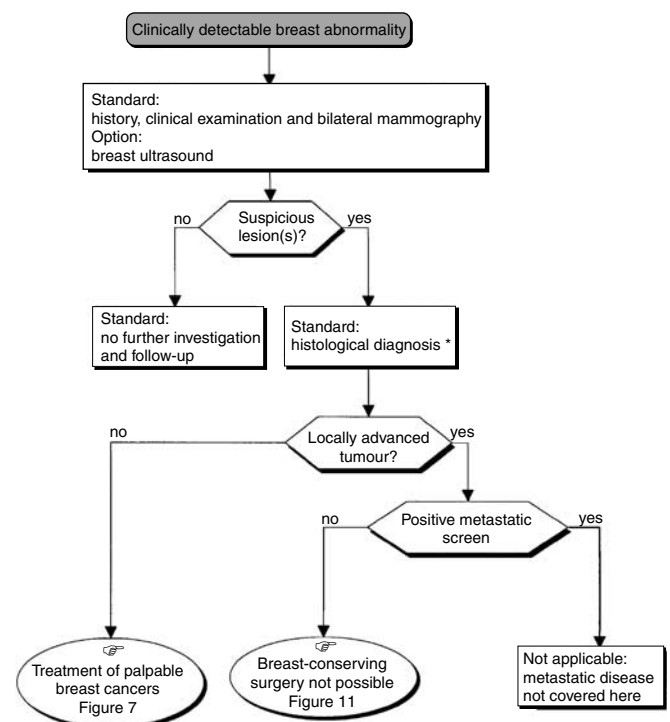 Clinically detectable breast abnormality
Standard:
history, clinical examination and bilateral mammography
Option:
breast ultrasound
no
Suspicious
lesion(s)?
yes
Standard:
no further investigation
and follow-up
Standard:
histological diagnosis *
no
Locally advanced
tumour?
yes
no
Positive metastatic
screen
yes
☞
Treatment of palpable
breast cancers
Figure 7
☞
Breast-conserving
surgery not possible
Figure 11
Not applicable:
metastatic disease
not covered here